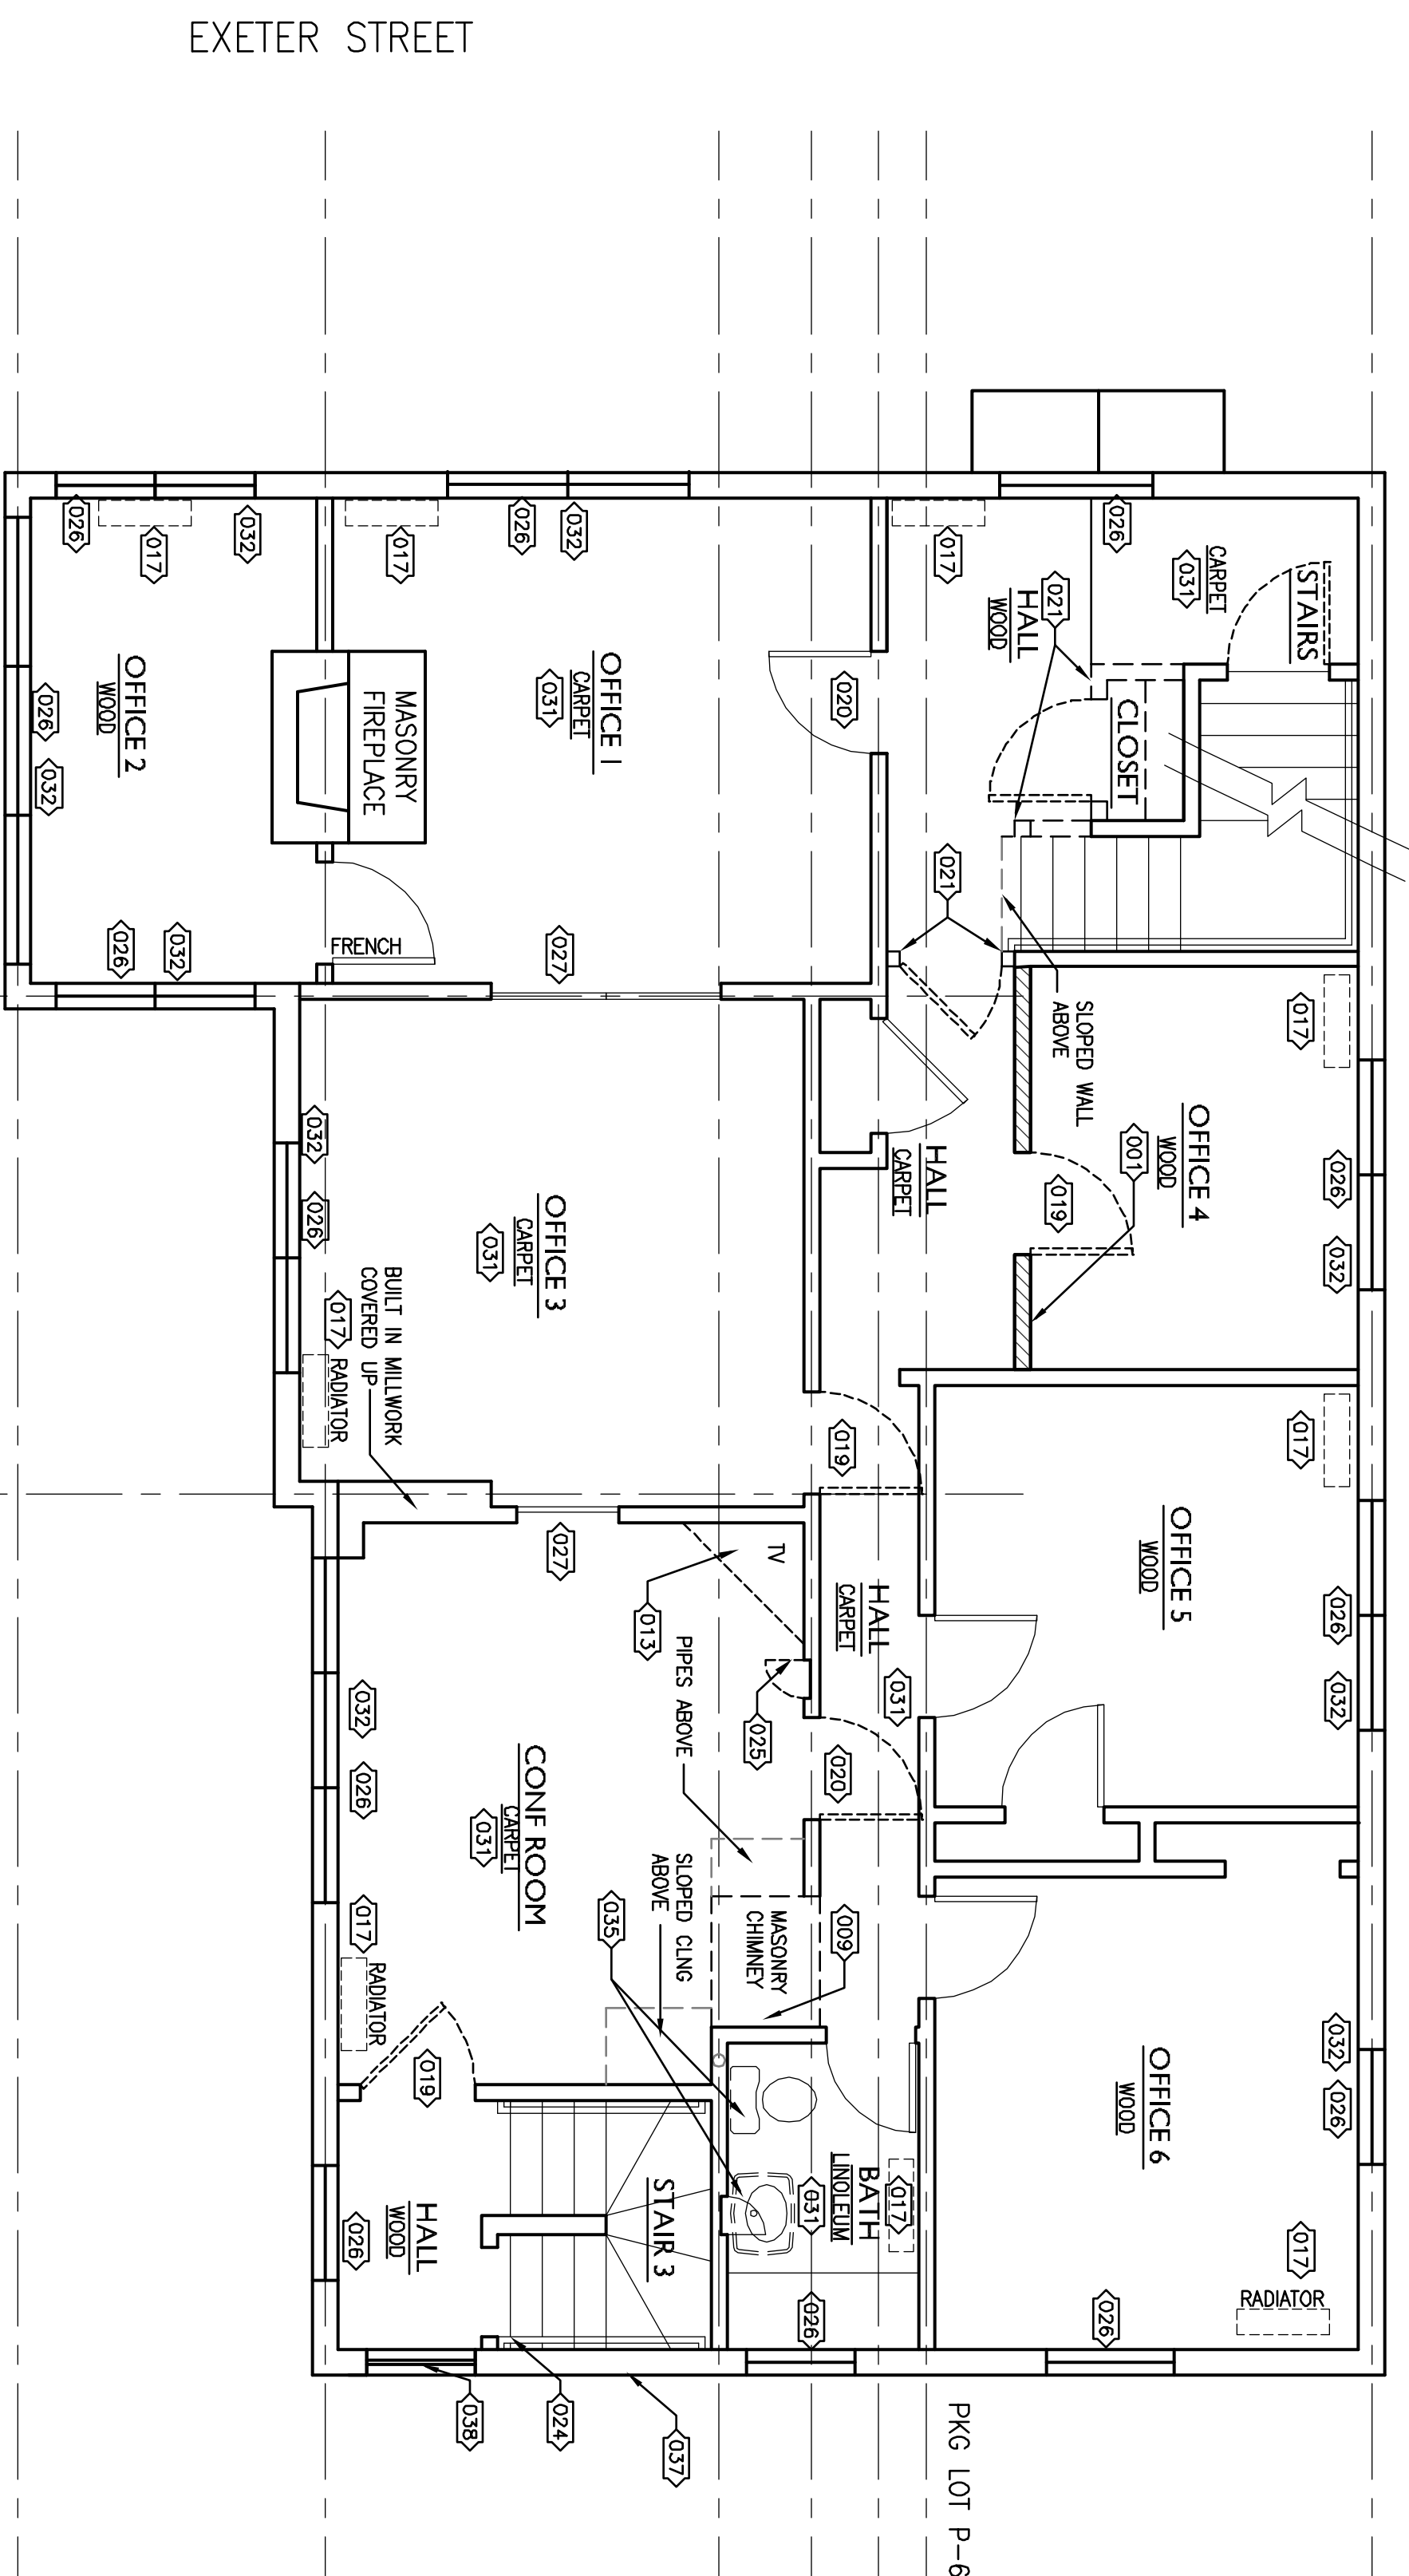 EXETER STREET
026
017
032
OFFICE 2
WOOD
026
032
026
032
017
026
032
OFFICE 1
CARPET
031
MASONRY
FIREPLACE
020
FRENCH
027
017
026
CARPET
031
STAIRS
021
HALL
WOOD
CLOSET
021
SLOPED WALL
ABOVE
017
OFFICE 4
WOOD
001
019
026
032
HALL
CARPET
032
026
OFFICE 3
CARPET
031
BUILT IN MILLWORK
COVERED UP
017
RADIATOR
019
017
OFFICE 5
WOOD
026
032
027
TV
013
HALL
CARPET
031
PIPES ABOVE
025
020
032
026
CONF ROOM
CARPET
031
017
RADIATOR
SLOPED CLNG
ABOVE
035
MASONRY
CHIMNEY
009
019
OFFICE 6
WOOD
032
026
017
RADIATOR
026
BATH
LINOLEUM
031
017
026
STAIR 3
HALL
WOOD
026
038
024
037
PKG LOT P-6